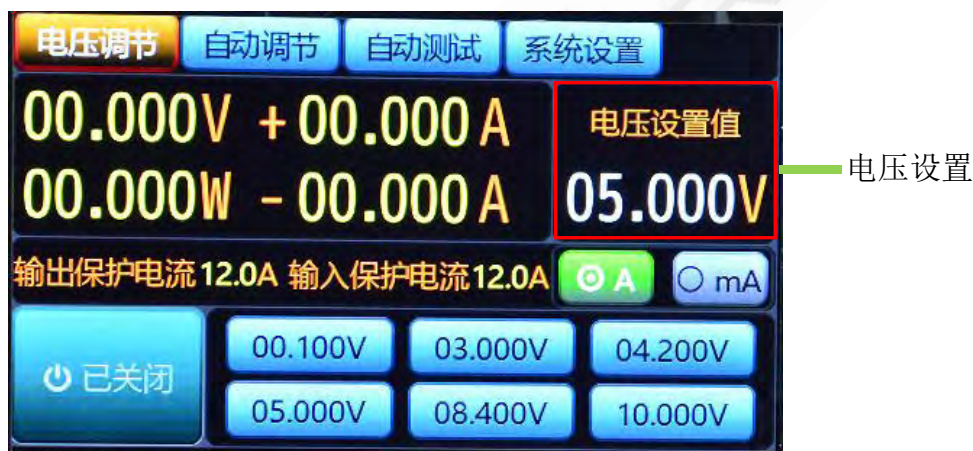 电压调节 自动调节 自动测试 系统设置
00.000V + 00.000A 电压设置值
00.000W - 00.000A 05.000V
电压设置
输出保护电流12.0A 输入保护电流12.0A A mA
00.100V 03.000V 04.200V
已关闭
05.000V 08.400V 10.000V